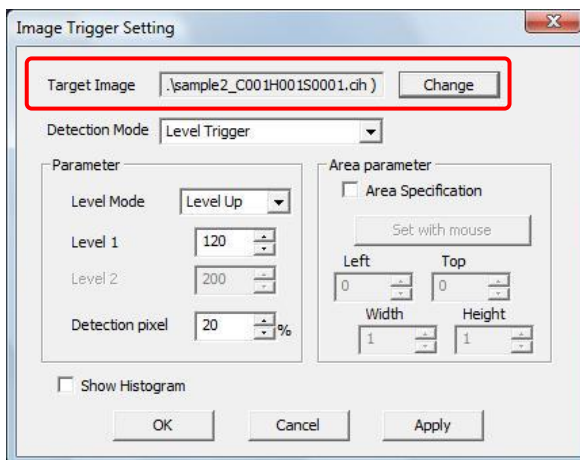 Image Trigger Setting
Target Image .\sample2_C001H001S0001.cih ) Change
Detection Mode Level Trigger
Parameter
Level Mode Level Up
Level 1 120
Level 2 200
Detection pixel 20 %
Area parameter
Area Specification
Set with mouse
Left Top
0 0
Width Height
1 1
Show Histogram
OK Cancel Apply